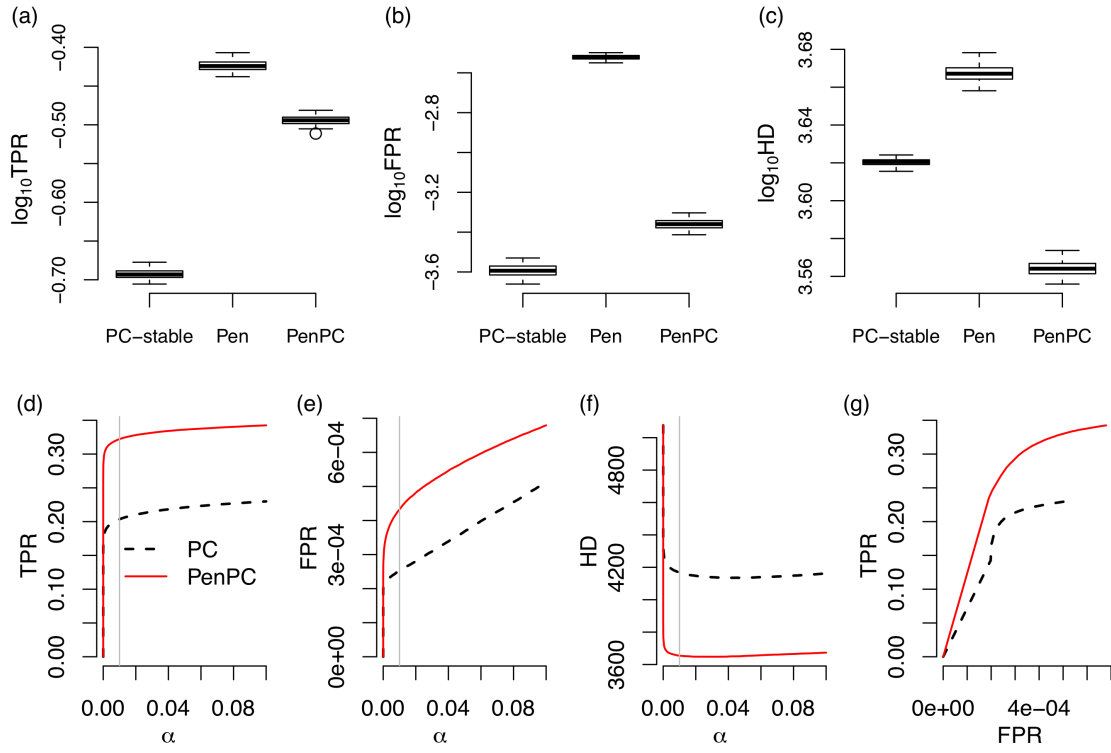 (a)
log10TPR
−0.40
−0.50
−0.60
−0.70
PC−stable Pen PenPC
(b)
log10FPR
−2.8
−3.2
−3.6
PC−stable Pen PenPC
(c)
log10HD
3.68
3.64
3.60
3.56
PC−stable Pen PenPC
(d)
TPR
0.30
0.20
0.10
0.00
PC
PenPC
0.00 0.04 0.08
α
(e)
FPR
6e−04
3e−04
0e+00
0.00 0.04 0.08
α
(f)
HD
4800
4200
3600
0.00 0.04 0.08
α
(g)
TPR
0.30
0.20
0.10
0.00
0e+00 4e−04
FPR